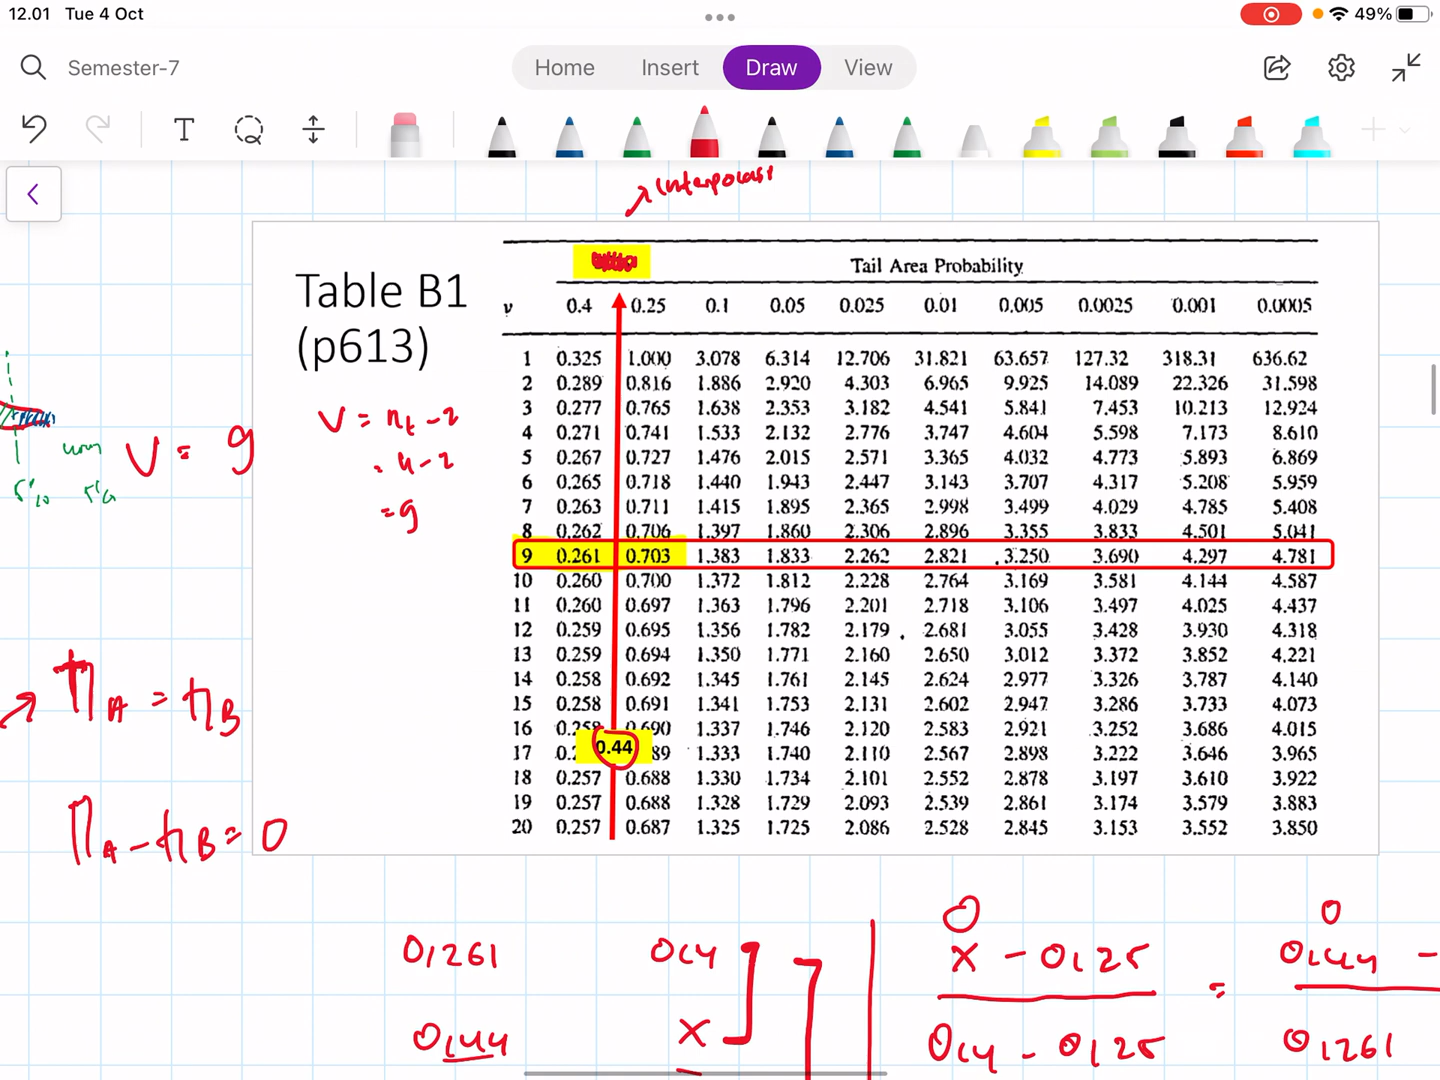 12.01 Tue 4 Oct
49%
Semester-7
Home Insert Draw View
T
Interpolasi
Table B1
(p613)
Tail Area Probability
ν 0.4 0.25 0.1 0.05 0.025 0.01 0.005 0.0025 0.001 0.0005
1 0.325 1.000 3.078 6.314 12.706 31.821 63.657 127.32 318.31 636.62
2 0.289 0.816 1.886 2.920 4.303 6.965 9.925 14.089 22.326 31.598
3 0.277 0.765 1.638 2.353 3.182 4.541 5.841 7.453 10.213 12.924
4 0.271 0.741 1.533 2.132 2.776 3.747 4.604 5.598 7.173 8.610
5 0.267 0.727 1.476 2.015 2.571 3.365 4.032 4.773 5.893 6.869
6 0.265 0.718 1.440 1.943 2.447 3.143 3.707 4.317 5.208 5.959
7 0.263 0.711 1.415 1.895 2.365 2.998 3.499 4.029 4.785 5.408
8 0.262 0.706 1.397 1.860 2.306 2.896 3.355 3.833 4.501 5.041
9 0.261 0.703 1.383 1.833 2.262 2.821 3.250 3.690 4.297 4.781
10 0.260 0.700 1.372 1.812 2.228 2.764 3.169 3.581 4.144 4.587
11 0.260 0.697 1.363 1.796 2.201 2.718 3.106 3.497 4.025 4.437
12 0.259 0.695 1.356 1.782 2.179 2.681 3.055 3.428 3.930 4.318
13 0.259 0.694 1.350 1.771 2.160 2.650 3.012 3.372 3.852 4.221
14 0.258 0.692 1.345 1.761 2.145 2.624 2.977 3.326 3.787 4.140
15 0.258 0.691 1.341 1.753 2.131 2.602 2.947 3.286 3.733 4.073
16 0.258 0.690 1.337 1.746 2.120 2.583 2.921 3.252 3.686 4.015
17 0.2 0.44 89 1.333 1.740 2.110 2.567 2.898 3.222 3.646 3.965
18 0.257 0.688 1.330 1.734 2.101 2.552 2.878 3.197 3.610 3.922
19 0.257 0.688 1.328 1.729 2.093 2.539 2.861 3.174 3.579 3.883
20 0.257 0.687 1.325 1.725 2.086 2.528 2.845 3.153 3.552 3.850
V = nt - 2
= 11 - 2
= 9
V = 9
ηA = ηB
ηA - ηB = 0
0,261 0,4
0,44 x
x - 0,25 = 0,44 -
0,4 - 0,25 0,261